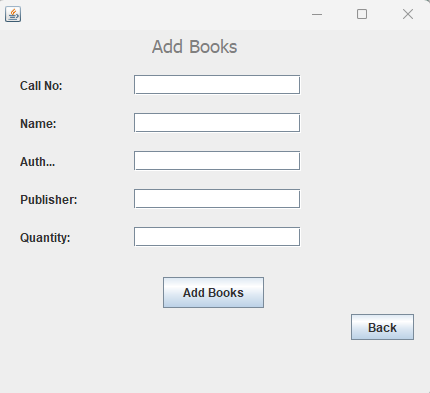 Add Books
Call No:
Name:
Auth...
Publisher:
Quantity:
Add Books
Back